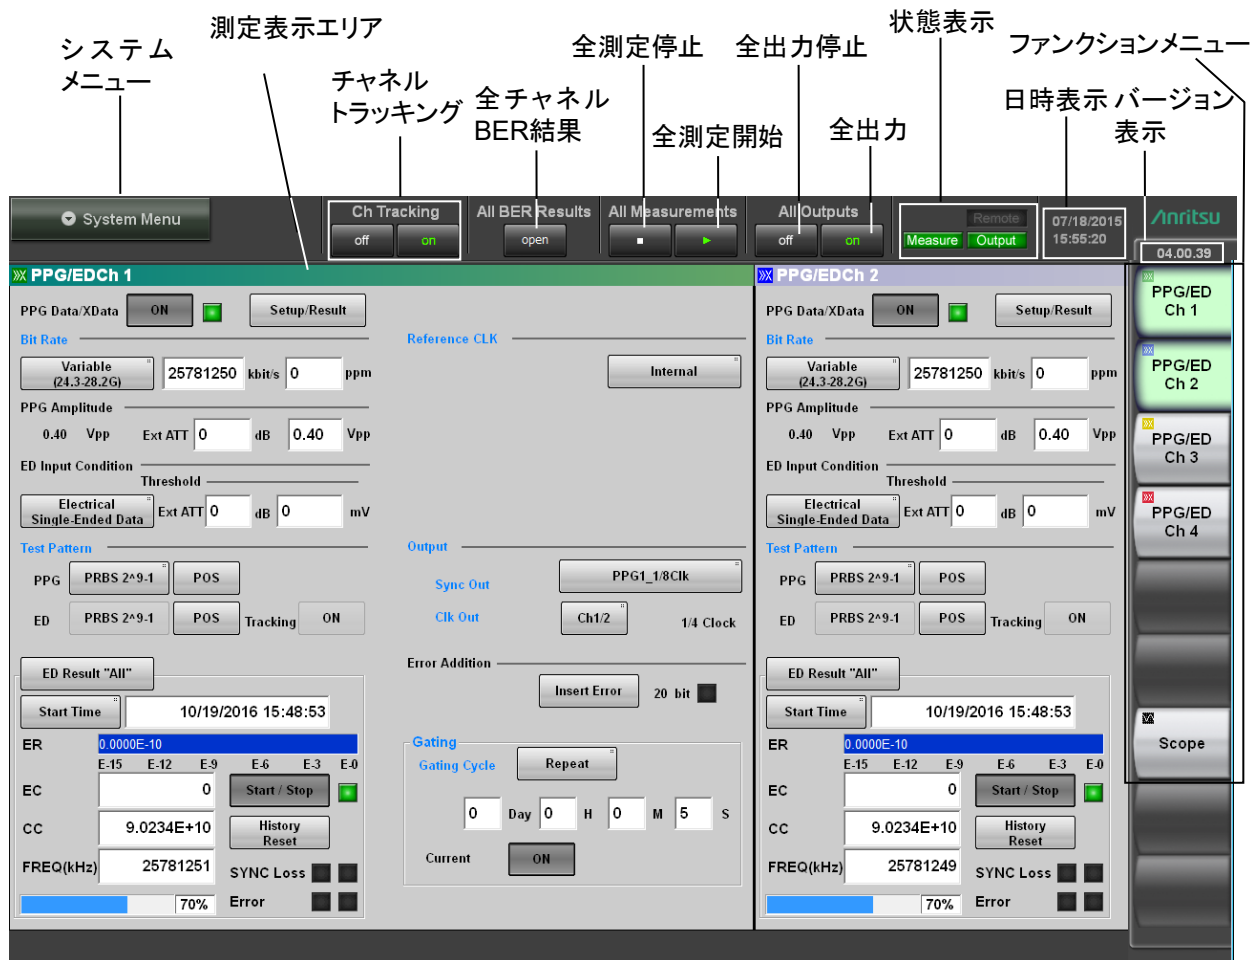 システム
メニュー
測定表示エリア
チャネル
トラッキング
全チャネル
BER結果
全測定停止
全測定開始
全出力停止
全出力
状態表示
日時表示
バージョン
表示
ファンクションメニュー
System Menu
Ch Tracking
off on
All BER Results
open
All Measurements
All Outputs
off on
Remote
Measure Output
07/18/2015
15:55:20
Anritsu
04.00.39
PPG/EDCh 1
PPG Data/XData ON Setup/Result
Bit Rate
Variable
(24.3-28.2G)
25781250 kbit/s 0 ppm
PPG Amplitude
0.40 Vpp Ext ATT 0 dB 0.40 Vpp
ED Input Condition
Threshold
Electrical
Single-Ended Data
Ext ATT 0 dB 0 mV
Test Pattern
PPG PRBS 2^9-1 POS
ED PRBS 2^9-1 POS Tracking ON
ED Result "All"
Start Time 10/19/2016 15:48:53
ER 0.0000E-10
E-15 E-12 E-9 E-6 E-3 E-0
EC 0 Start / Stop
CC 9.0234E+10 History
Reset
FREQ(kHz) 25781251 SYNC Loss
70% Error
Reference CLK
Internal
Output
Sync Out PPG1_1/8Clk
Clk Out Ch1/2 1/4 Clock
Error Addition
Insert Error 20 bit
Gating
Gating Cycle Repeat
0 Day 0 H 0 M 5 S
Current ON
PPG/EDCh 2
PPG Data/XData ON Setup/Result
Bit Rate
Variable
(24.3-28.2G)
25781250 kbit/s 0 ppm
PPG Amplitude
0.40 Vpp Ext ATT 0 dB 0.40 Vpp
ED Input Condition
Threshold
Electrical
Single-Ended Data
Ext ATT 0 dB 0 mV
Test Pattern
PPG PRBS 2^9-1 POS
ED PRBS 2^9-1 POS Tracking ON
ED Result "All"
Start Time 10/19/2016 15:48:53
ER 0.0000E-10
E-15 E-12 E-9 E-6 E-3 E-0
EC 0 Start / Stop
CC 9.0234E+10 History
Reset
FREQ(kHz) 25781249 SYNC Loss
70% Error
PPG/ED
Ch 1
PPG/ED
Ch 2
PPG/ED
Ch 3
PPG/ED
Ch 4
Scope